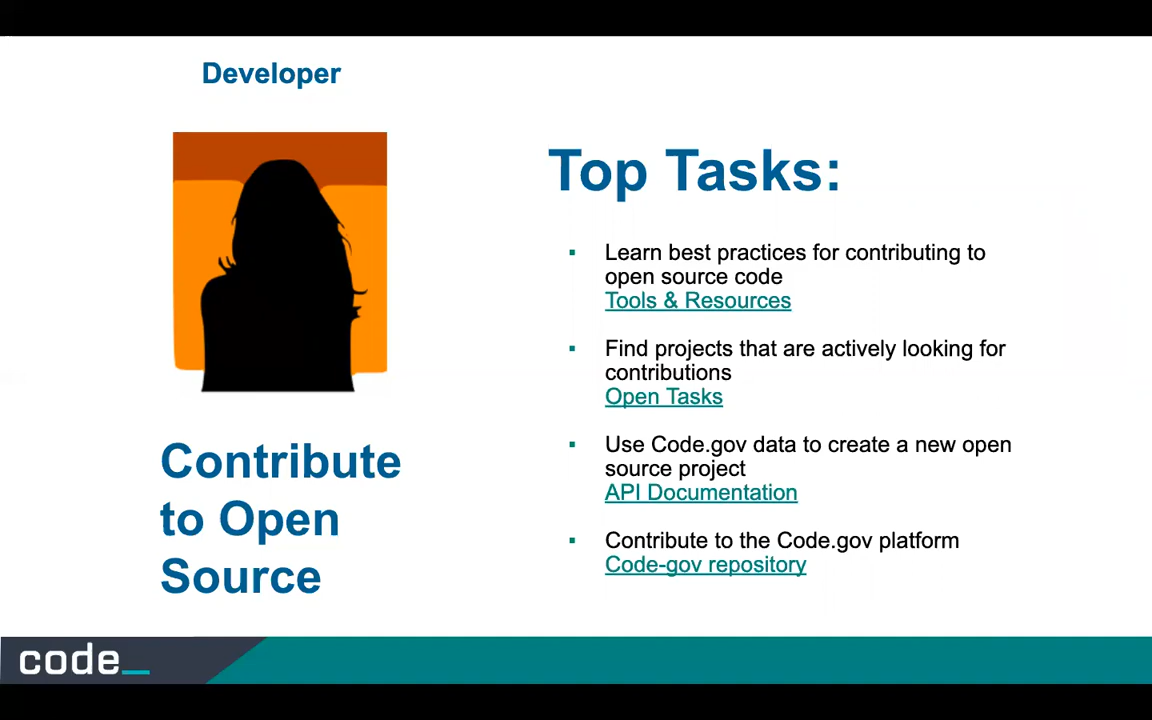 Developer
Contribute
to Open
Source
Top Tasks:
▪ Learn best practices for contributing to
open source code
Tools & Resources
▪ Find projects that are actively looking for
contributions
Open Tasks
▪ Use Code.gov data to create a new open
source project
API Documentation
▪ Contribute to the Code.gov platform
Code-gov repository
code_